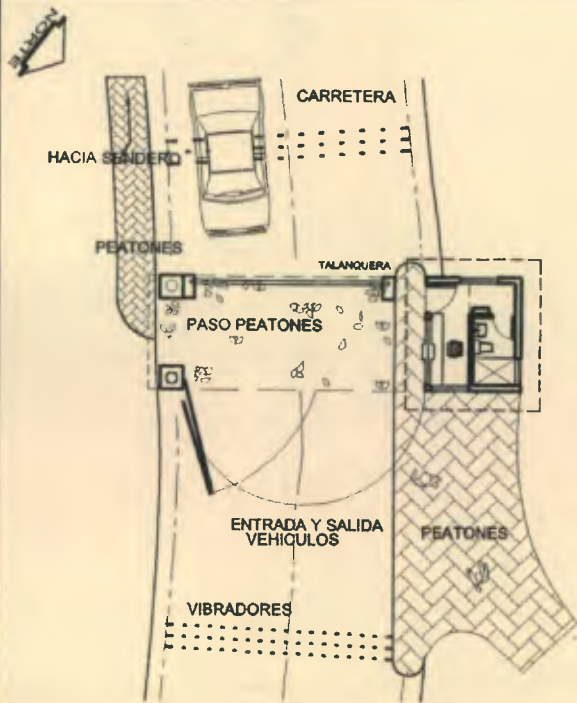 NORTE
CARRETERA
HACIA SENDERO
PEATONES
TALANQUERA
PASO PEATONES
ENTRADA Y SALIDA
VEHICULOS
PEATONES
VIBRADORES